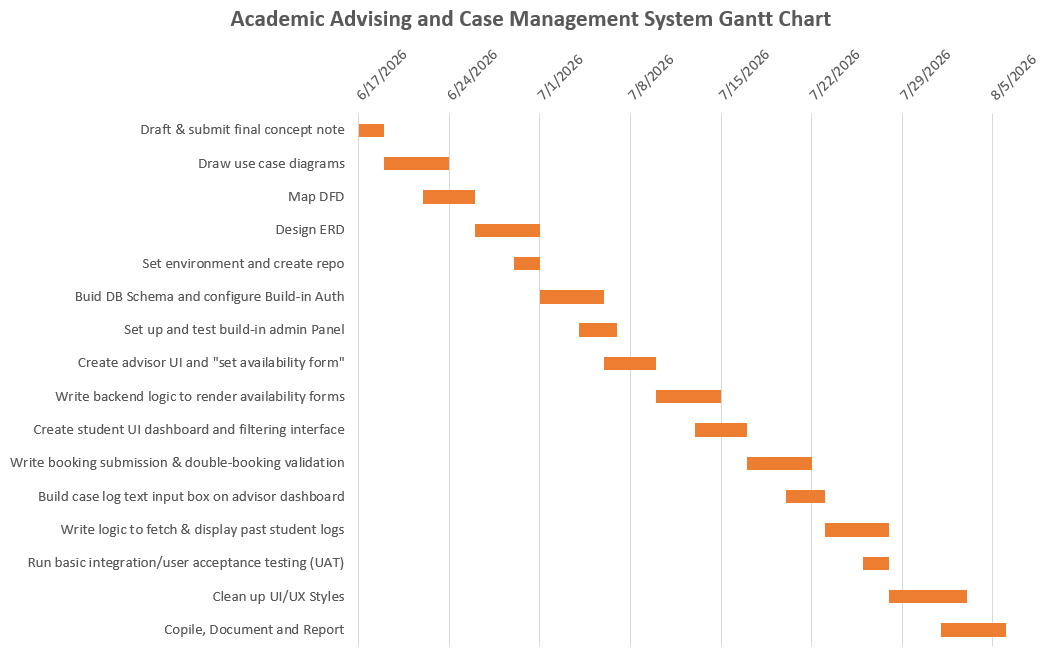 Academic Advising and Case Management System Gantt Chart
6/17/2026
6/24/2026
7/1/2026
7/8/2026
7/15/2026
7/22/2026
7/29/2026
8/5/2026
Draft & submit final concept note
Draw use case diagrams
Map DFD
Design ERD
Set environment and create repo
Buid DB Schema and configure Build-in Auth
Set up and test build-in admin Panel
Create advisor UI and "set availability form"
Write backend logic to render availability forms
Create student UI dashboard and filtering interface
Write booking submission & double-booking validation
Build case log text input box on advisor dashboard
Write logic to fetch & display past student logs
Run basic integration/user acceptance testing (UAT)
Clean up UI/UX Styles
Copile, Document and Report